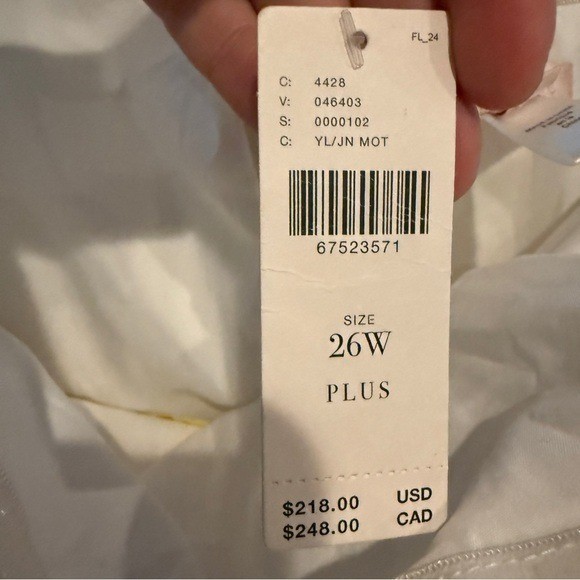 FL_24
C: 4428
V: 046403
S: 0000102
C: YL/JN MOT
67523571
SIZE
26W
PLUS
$218.00 USD
$248.00 CAD